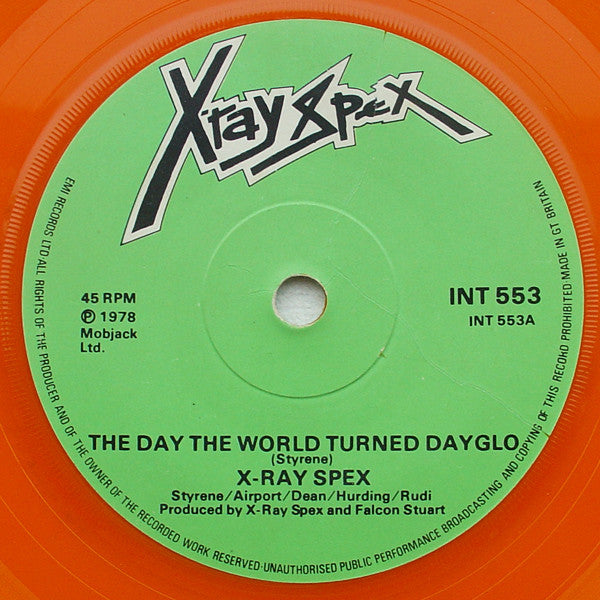 X-ray Spex
45 RPM
℗ 1978
Mobjack
Ltd.
INT 553
INT 553A
THE DAY THE WORLD TURNED DAYGLO
(Styrene)
X-RAY SPEX
Styrene/Airport/Dean/Hurding/Rudi
Produced by X-Ray Spex and Falcon Stuart
EMI RECORDS LTD·ALL RIGHTS OF THE PRODUCER AND OF THE OWNER OF THE RECORDED WORK RESERVED·UNAUTHORISED PUBLIC PERFORMANCE BROADCASTING AND COPYING OF THIS RECORD PROHIBITED·MADE IN GT BRITAIN